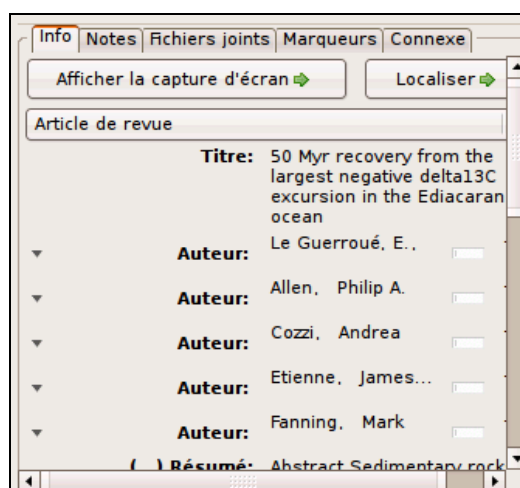 Info Notes Fichiers joints Marqueurs Connexe
Afficher la capture d'écran Localiser
Article de revue
Titre: 50 Myr recovery from the
largest negative delta13C
excursion in the Ediacaran
ocean
Auteur: Le Guerroué, E.,
Auteur: Allen, Philip A.
Auteur: Cozzi, Andrea
Auteur: Etienne, James...
Auteur: Fanning, Mark
(...) Résumé: Abstract Sedimentary rock